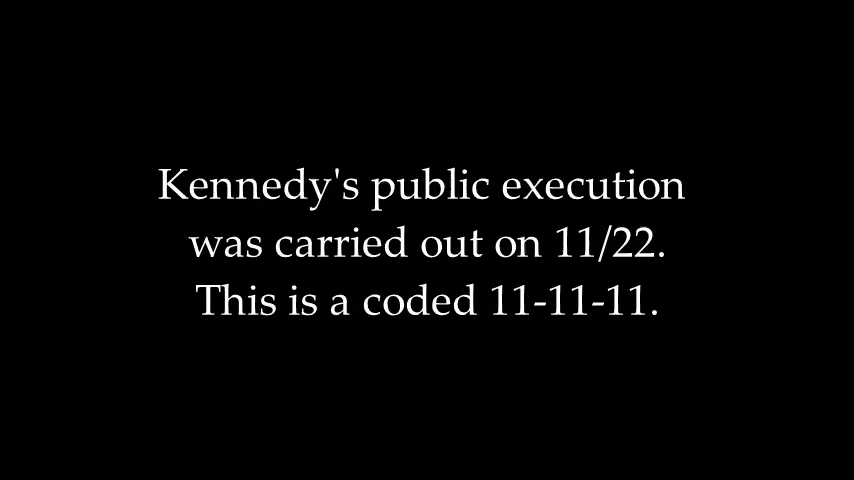 Kennedy's public execution
was carried out on 11/22.
This is a coded 11-11-11.